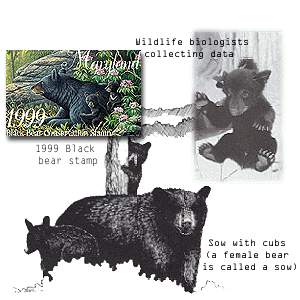 Wildlife biologists
collecting data
Maryland
1999
Black Bear Conservation Stamp
1999 Black
bear stamp
Sow with cubs
(a female bear
is called a sow)